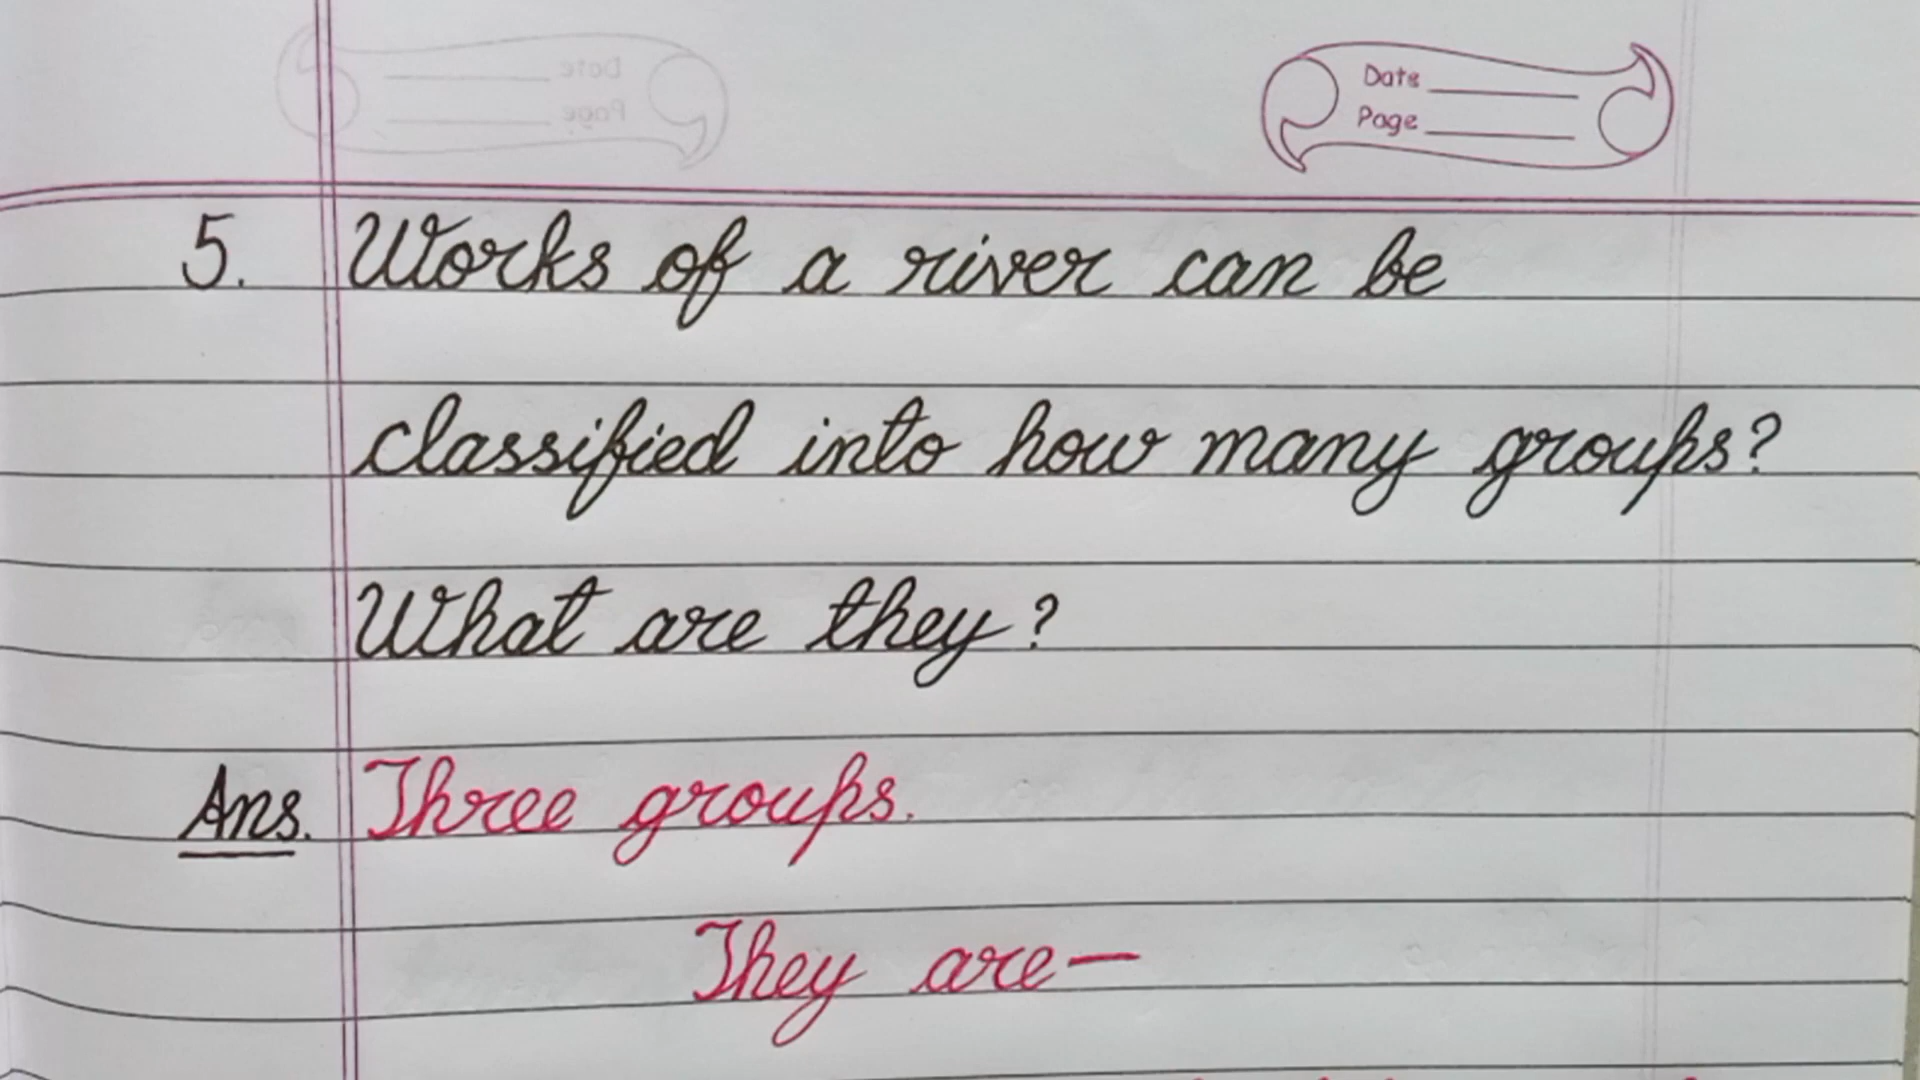 Date
Page
5. Works of a river can be
classified into how many groups?
What are they?
Ans. Three groups.
They are—